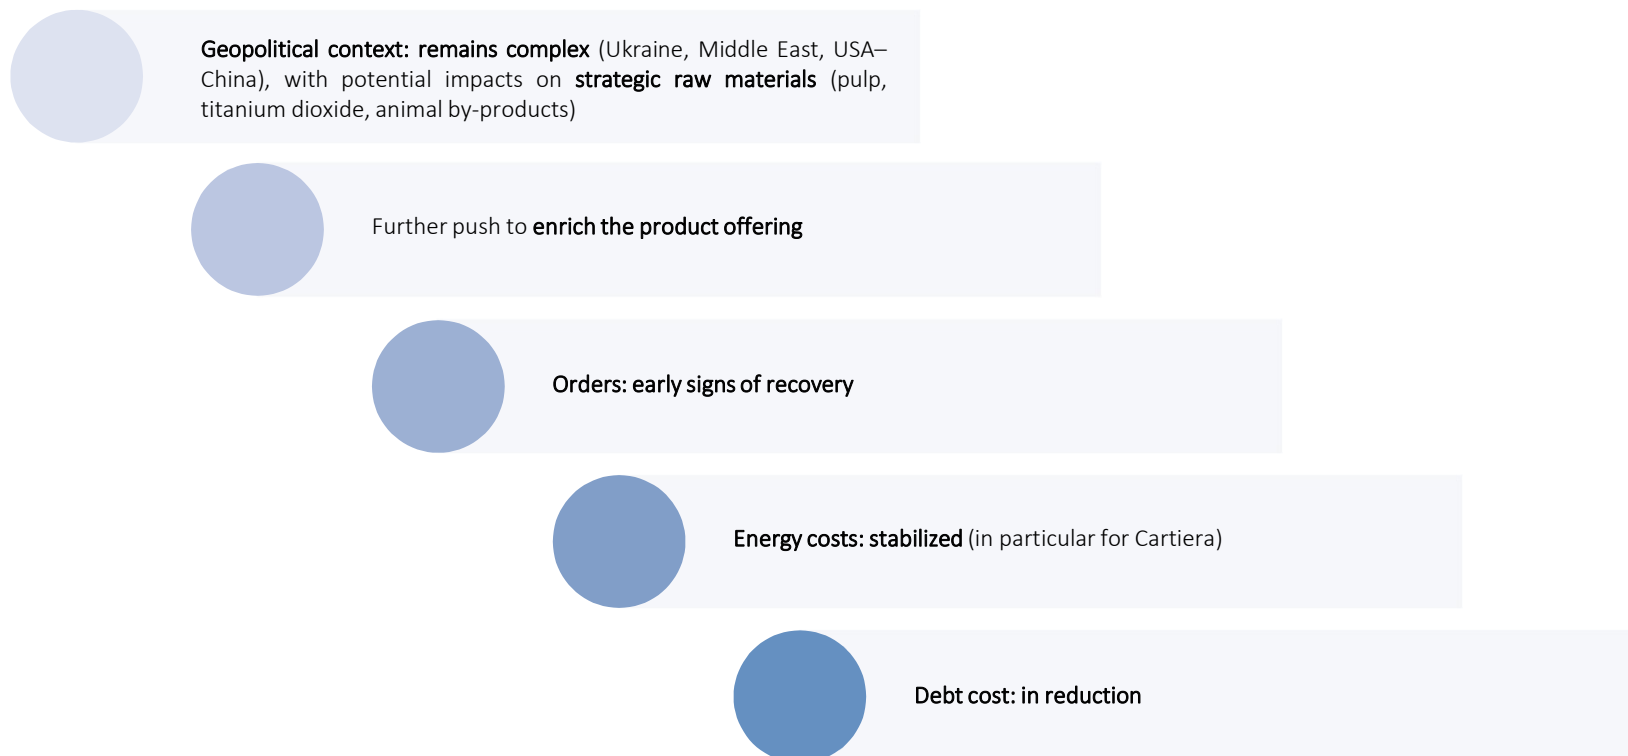 Geopolitical context: remains complex (Ukraine, Middle East, USA–
China), with potential impacts on strategic raw materials (pulp,
titanium dioxide, animal by-products)
Further push to enrich the product offering
Orders: early signs of recovery
Energy costs: stabilized (in particular for Cartiera)
Debt cost: in reduction